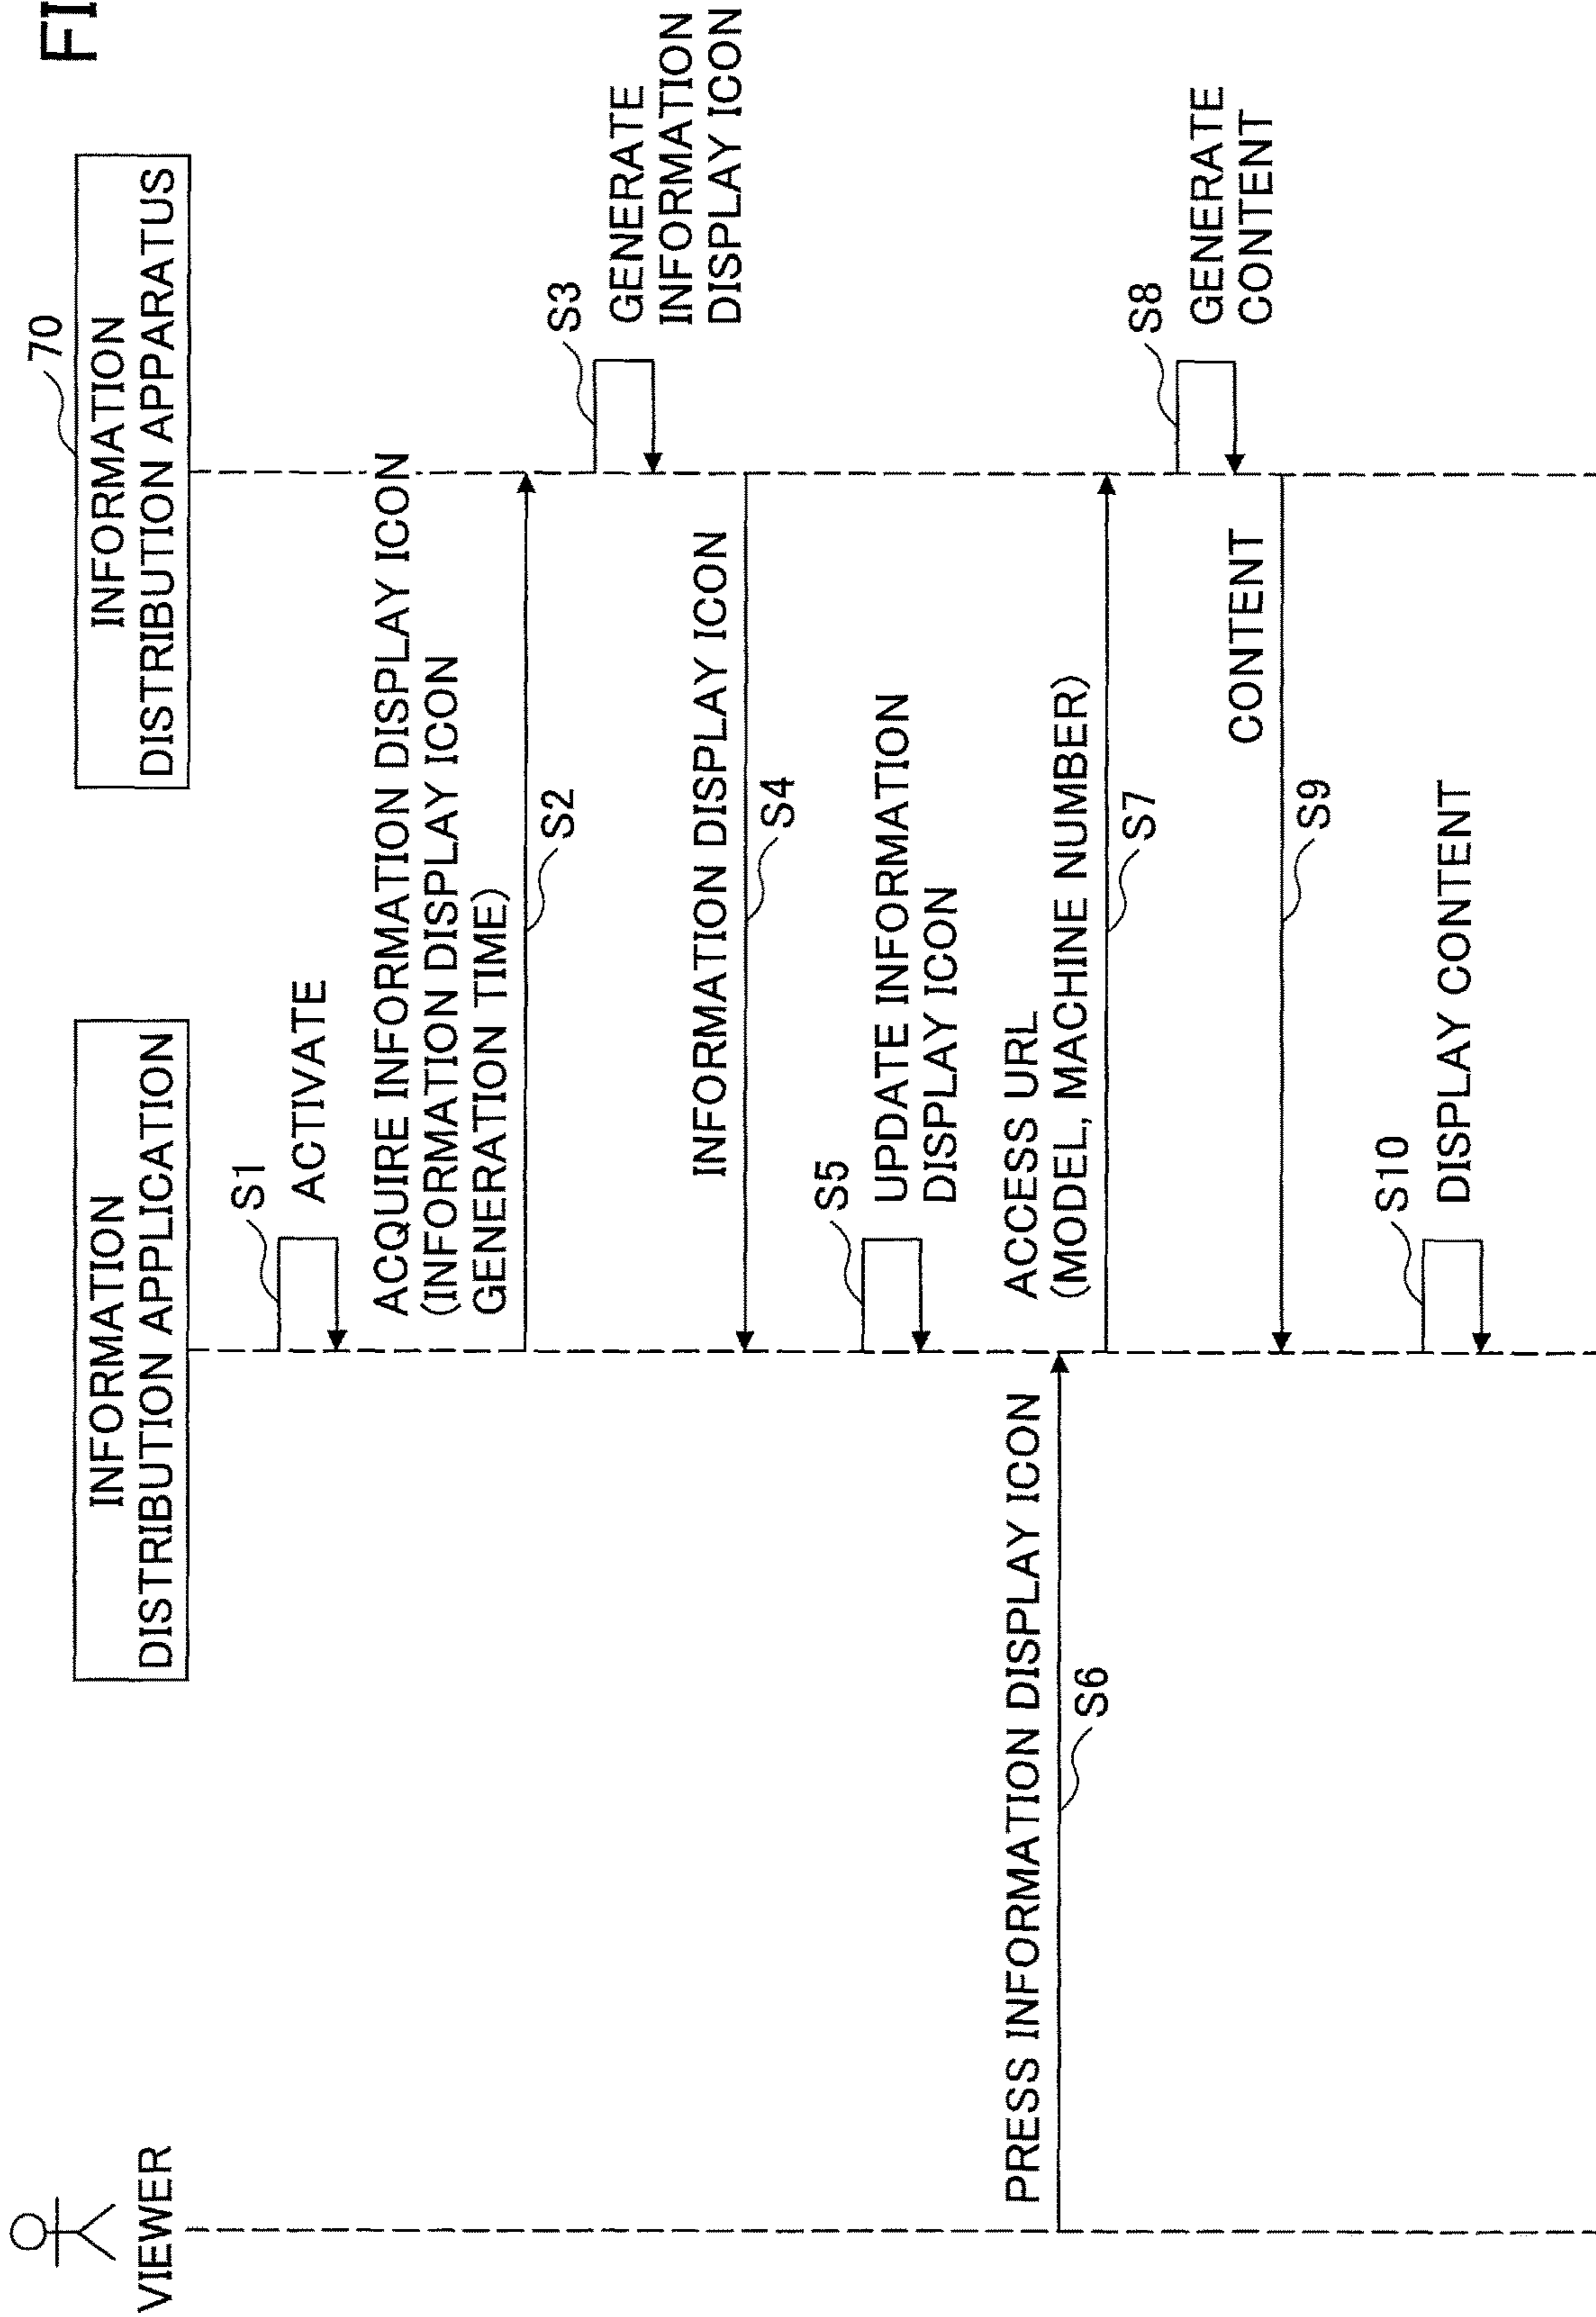 FI
70
VIEWER
INFORMATION
DISTRIBUTION APPLICATION
INFORMATION
DISTRIBUTION APPARATUS
S1
ACTIVATE
ACQUIRE INFORMATION DISPLAY ICON
(INFORMATION DISPLAY ICON
GENERATION TIME)
S2
S3
GENERATE
INFORMATION
DISPLAY ICON
INFORMATION DISPLAY ICON
S4
S5
UPDATE INFORMATION
DISPLAY ICON
PRESS INFORMATION DISPLAY ICON
S6
ACCESS URL
(MODEL, MACHINE NUMBER)
S7
S8
GENERATE
CONTENT
CONTENT
S9
S10
DISPLAY CONTENT